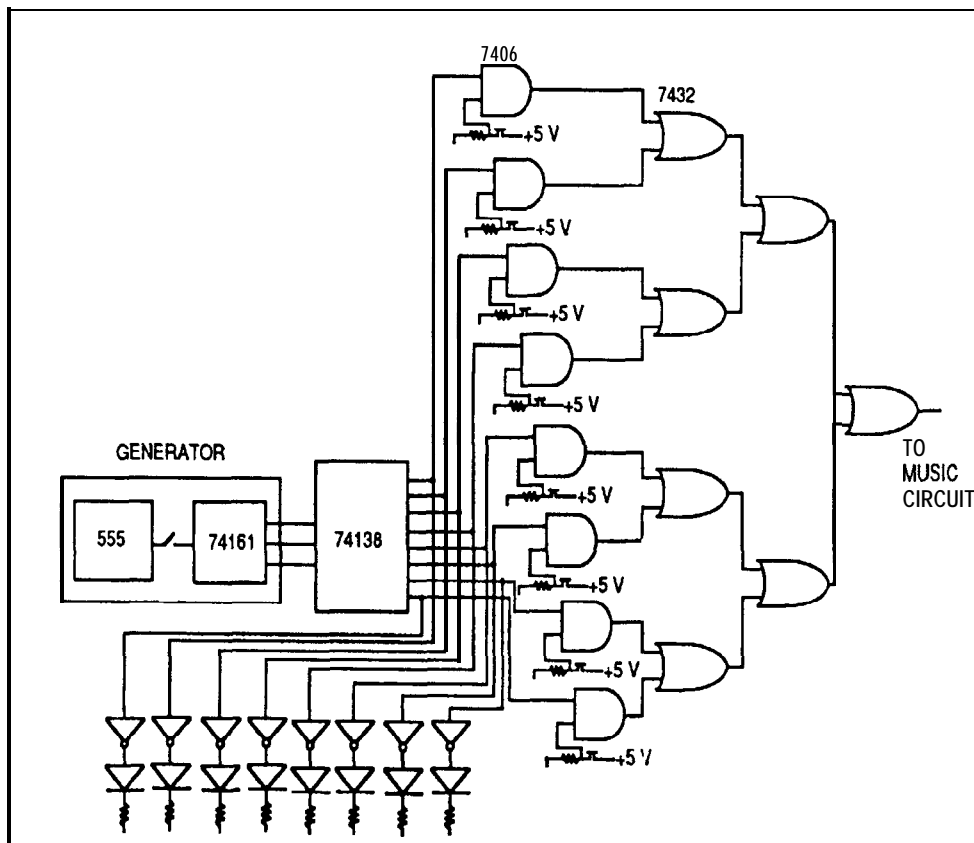 7406
7432
+5 V
+5 V
+5 V
+5 V
GENERATOR
555
74161
74138
+5 V
+5 V
+5 V
+5 V
TO
MUSIC
CIRCUIT